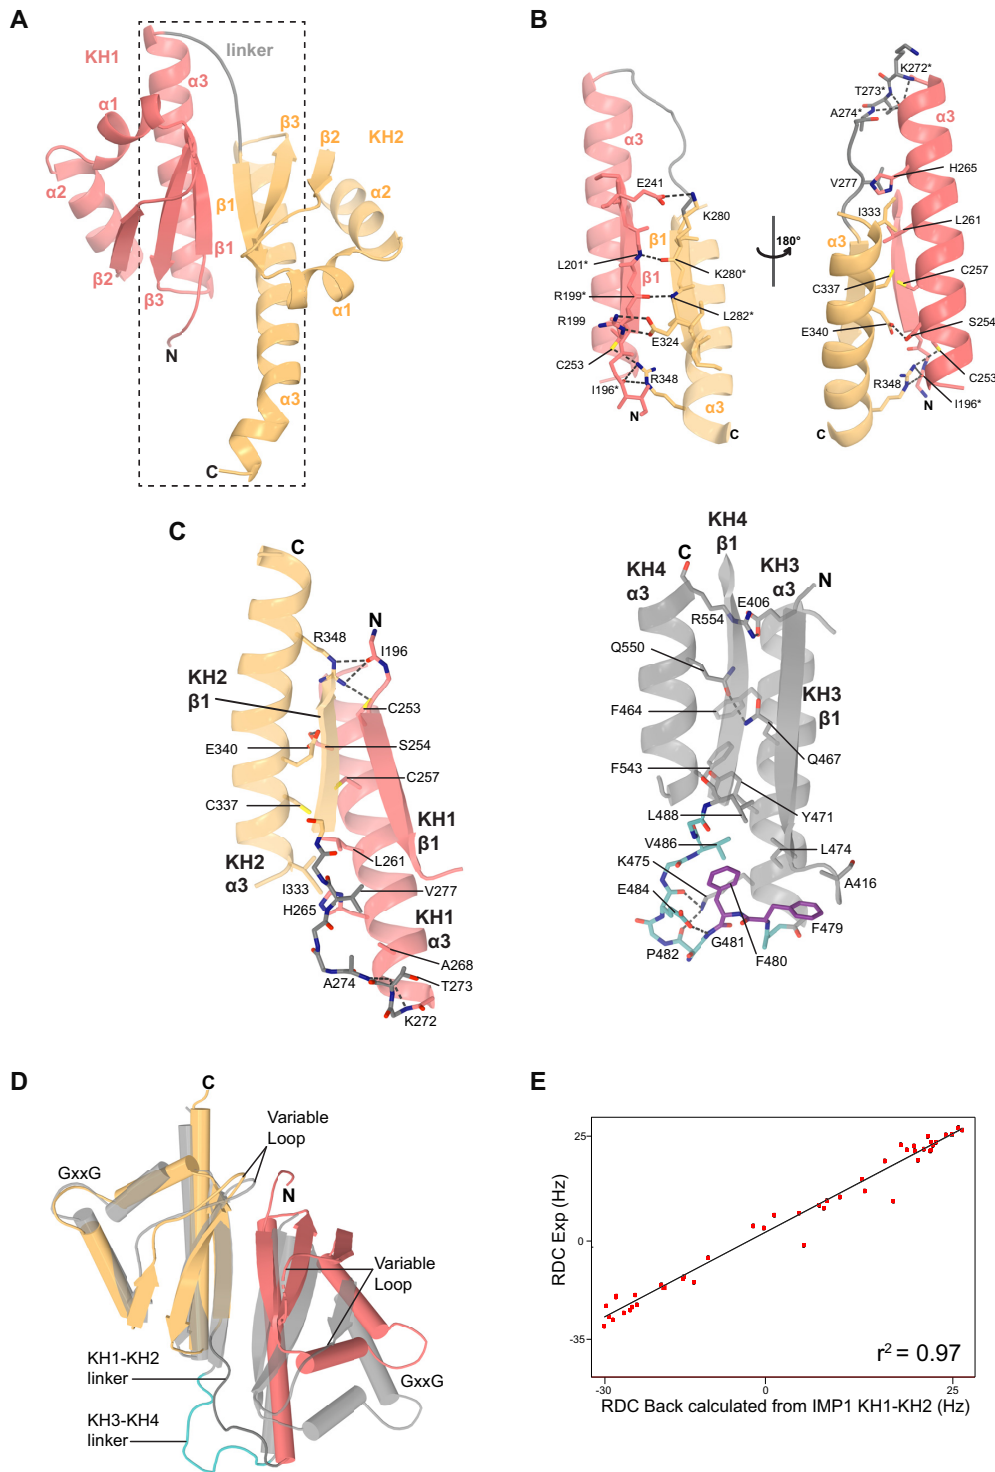 A
KH1
α3
linker
α1
α2
β2
β1
β3
N
β3
β2
KH2
β1
α2
α1
α3
C
B
α3
E241
K280
β1
L201*
β1
K280*
R199*
L282*
R199
E324
C253
R348
I196*
N
α3
C
180°
K272*
T273*
A274*
α3
H265
V277
I333
L261
α3
C257
C337
E340
S254
C253
R348
I196*
N
C
C
C
R348
N
I196
KH2
β1
C253
E340
S254
C257
C337
KH1
β1
L261
KH2
α3
I333
V277
H265
KH1
α3
A268
A274
T273
K272
KH4
β1
C
KH4
α3
KH3
α3
N
E406
R554
Q550
KH3
β1
F464
Q467
F543
Y471
L488
V486
L474
K475
A416
E484
F479
G481
P482
F480
D
C
Variable
Loop
GxxG
N
Variable
Loop
KH1-KH2
linker
GxxG
KH3-KH4
linker
E
RDC Exp (Hz)
25
0
-35
r² = 0.97
-30
0
25
RDC Back calculated from IMP1 KH1-KH2 (Hz)